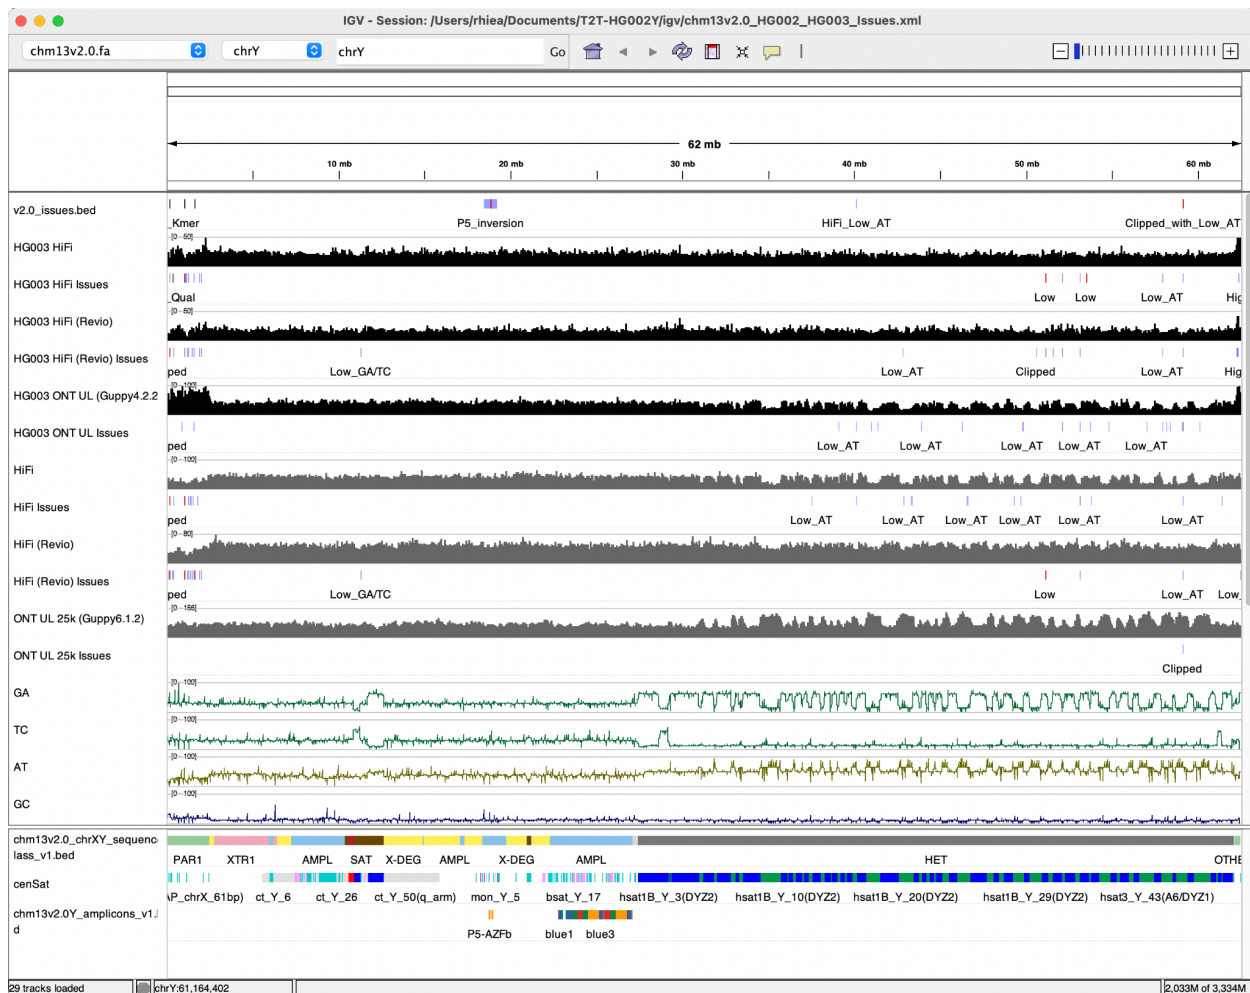 IGV - Session: /Users/rhiea/Documents/T2T-HG002Y/igv/chm13v2.0_HG002_HG003_Issues.xml
chm13v2.0.fa chrY chrY Go
62 mb
10 mb 20 mb 30 mb 40 mb 50 mb 60 mb
v2.0_issues.bed
_Kmer P5_inversion HiFi_Low_AT Clipped_with_Low_AT
HG003 HiFi [0 - 50]
HG003 HiFi Issues
_Qual Low Low Low_AT Hig
HG003 HiFi (Revio) [0 - 50]
HG003 HiFi (Revio) Issues
ped Low_GA/TC Low_AT Clipped Low_AT Hig
HG003 ONT UL (Guppy4.2.2 [0 - 100]
HG003 ONT UL Issues
ped Low_AT Low_AT Low_AT Low_AT Low_AT
HiFi [0 - 100]
HiFi Issues
ped Low_AT Low_AT Low_AT Low_AT Low_AT Low_AT
HiFi (Revio) [0 - 80]
HiFi (Revio) Issues
ped Low_GA/TC Low Low_AT Low_
ONT UL 25k (Guppy6.1.2)
ONT UL 25k Issues
Clipped
GA [0 - 100]
TC [0 - 100]
AT [0 - 100]
GC [0 - 100]
chm13v2.0_chrXY_sequenc
lass_v1.bed
PAR1 XTR1 AMPL SAT X-DEG AMPL X-DEG AMPL HET OTHE
cenSat
AP_chrX_61bp) ct_Y_6 ct_Y_26 ct_Y_50(q_arm) mon_Y_5 bsat_Y_17 hsat1B_Y_3(DYZ2) hsat1B_Y_10(DYZ2) hsat1B_Y_20(DYZ2) hsat1B_Y_29(DYZ2) hsat3_Y_43(A6/DYZ1)
chm13v2.0Y_amplicons_v1.
d
P5-AZFb blue1 blue3
29 tracks loaded chrY:61,164,402 2,033M of 3,334M